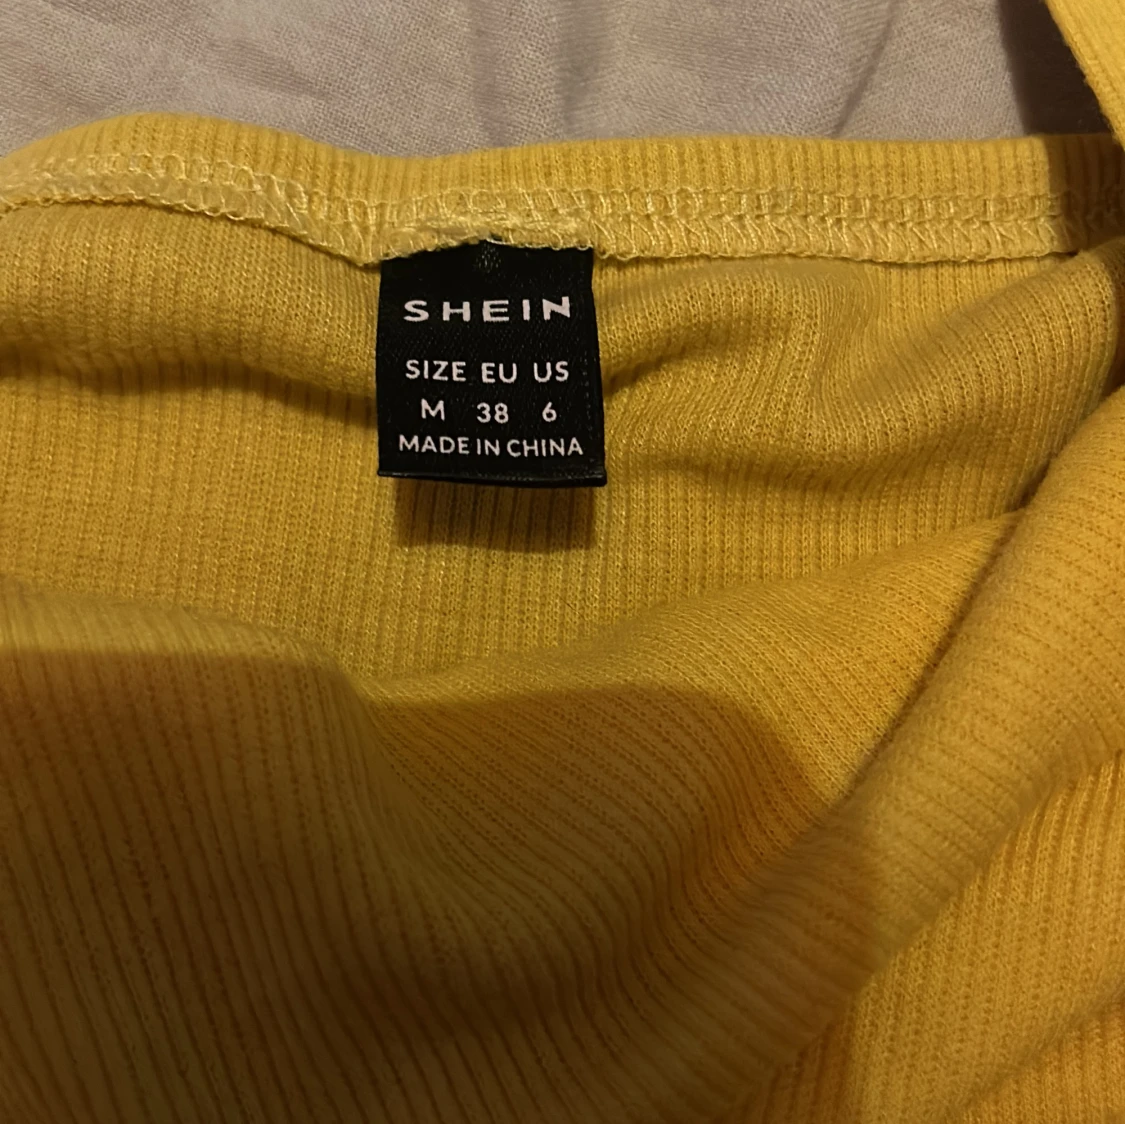 SHEIN
SIZE EU US
M 38 6
MADE IN CHINA